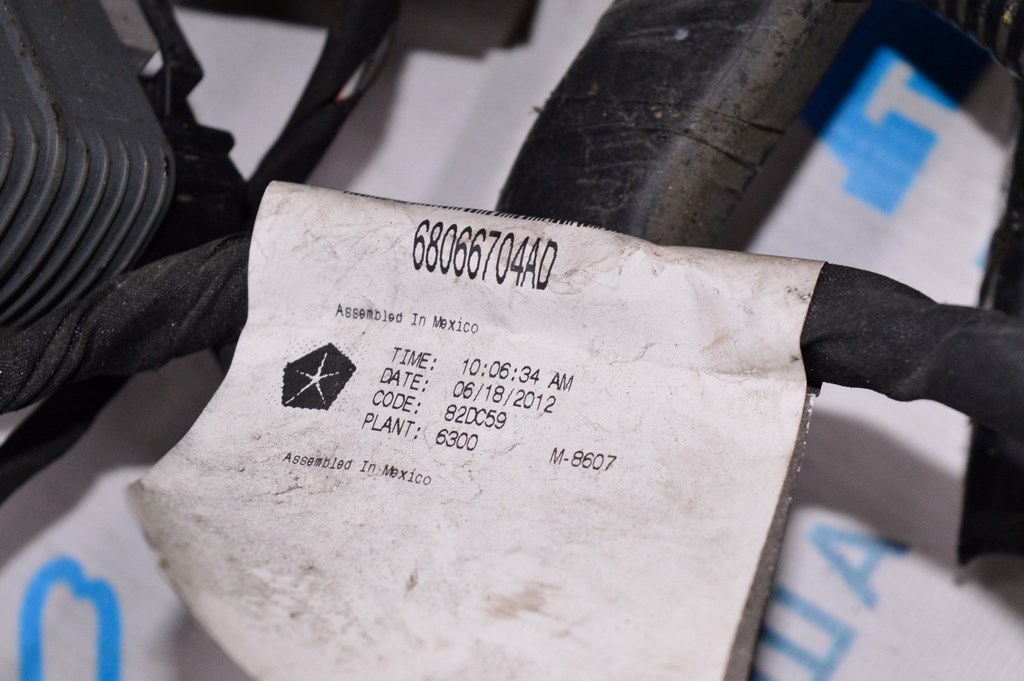 68066704AD
Assembled In Mexico
TIME: 10:06:34 AM
DATE: 06/18/2012
CODE: 82DC59
PLANT: 6300
M-8607
Assembled In Mexico